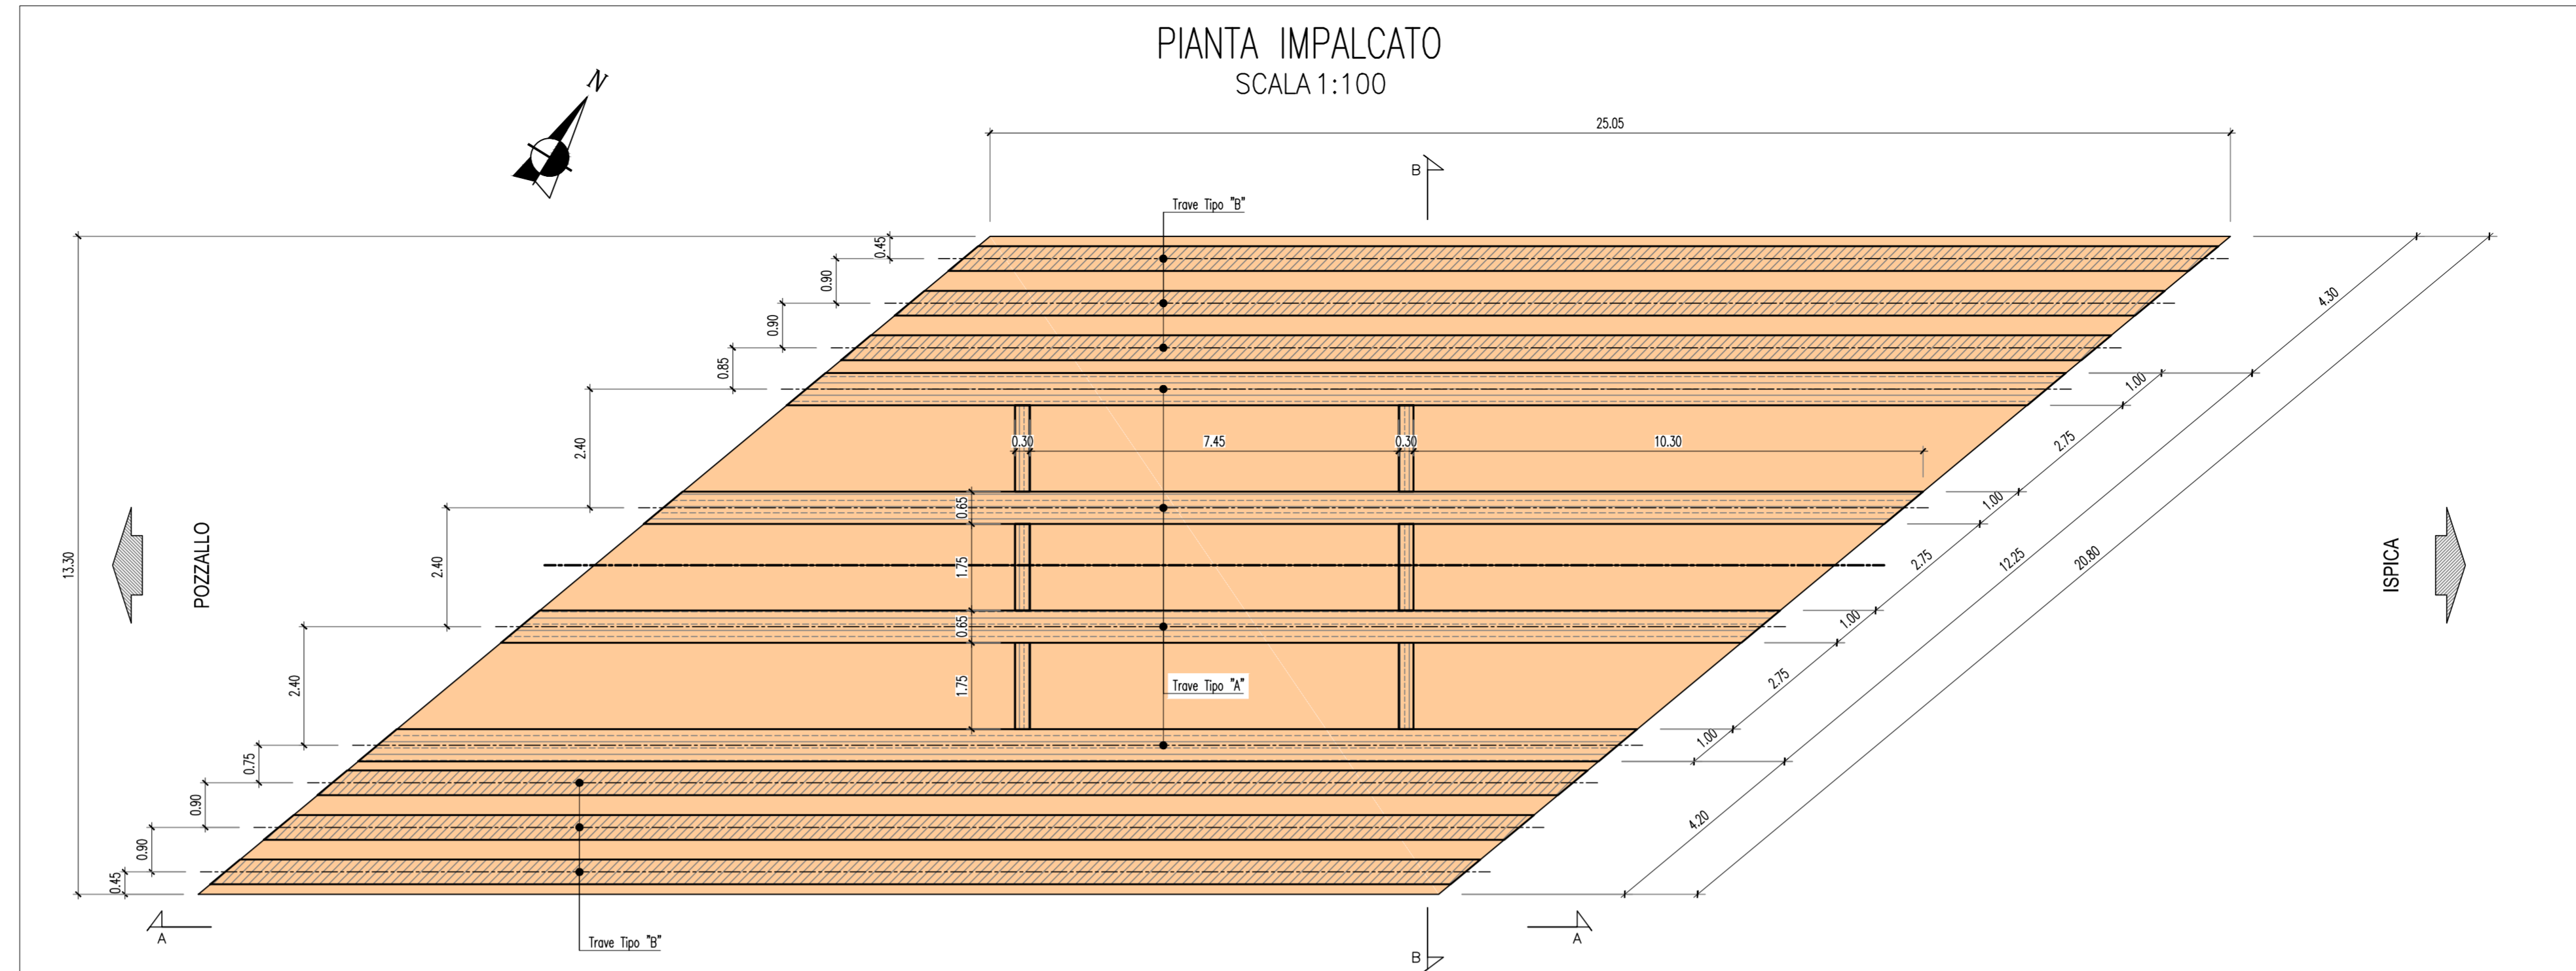 PIANTA IMPALCATO
SCALA 1:100
N
25.05
B
Trave Tipo "B"
0.45
0.90
0.90
0.85
2.40
2.40
2.40
0.75
0.90
0.90
0.45
13.30
POZZALLO
0.30
7.45
0.30
10.30
0.65
1.75
0.65
1.75
Trave Tipo "A"
4.30
1.00
2.75
1.00
2.75
1.00
2.75
1.00
4.20
12.25
20.80
ISPICA
A
Trave Tipo "B"
B
A